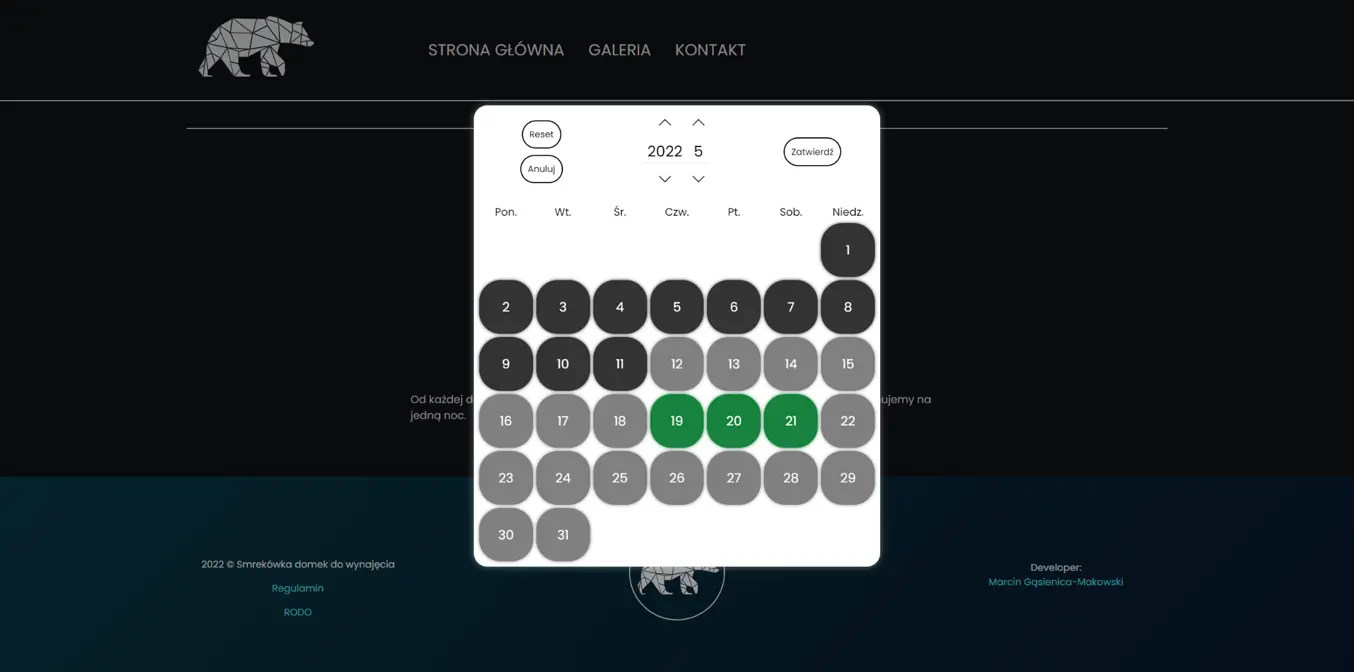 STRONA GŁÓWNA GALERIA KONTAKT
Reset
Anuluj
2022 5
Zatwierdź
Pon. Wt. Śr. Czw. Pt. Sob. Niedz.
1
2 3 4 5 6 7 8
9 10 11 12 13 14 15
16 17 18 19 20 21 22
23 24 25 26 27 28 29
30 31
Od każdej
jedną noc.
ujemy na
2022 © Smrekówka domek do wynajęcia
Regulamin
RODO
Developer:
Marcin Gąsienica-Makowski